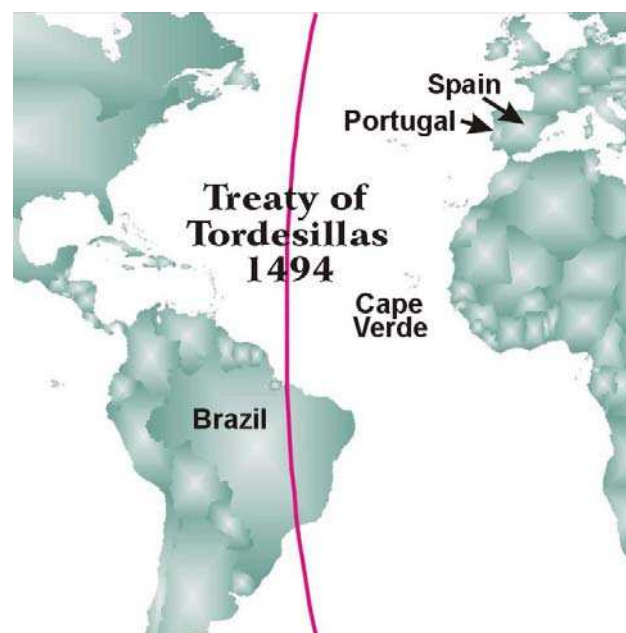 Spain
Portugal
Treaty of
Tordesillas
1494
Cape
Verde
Brazil